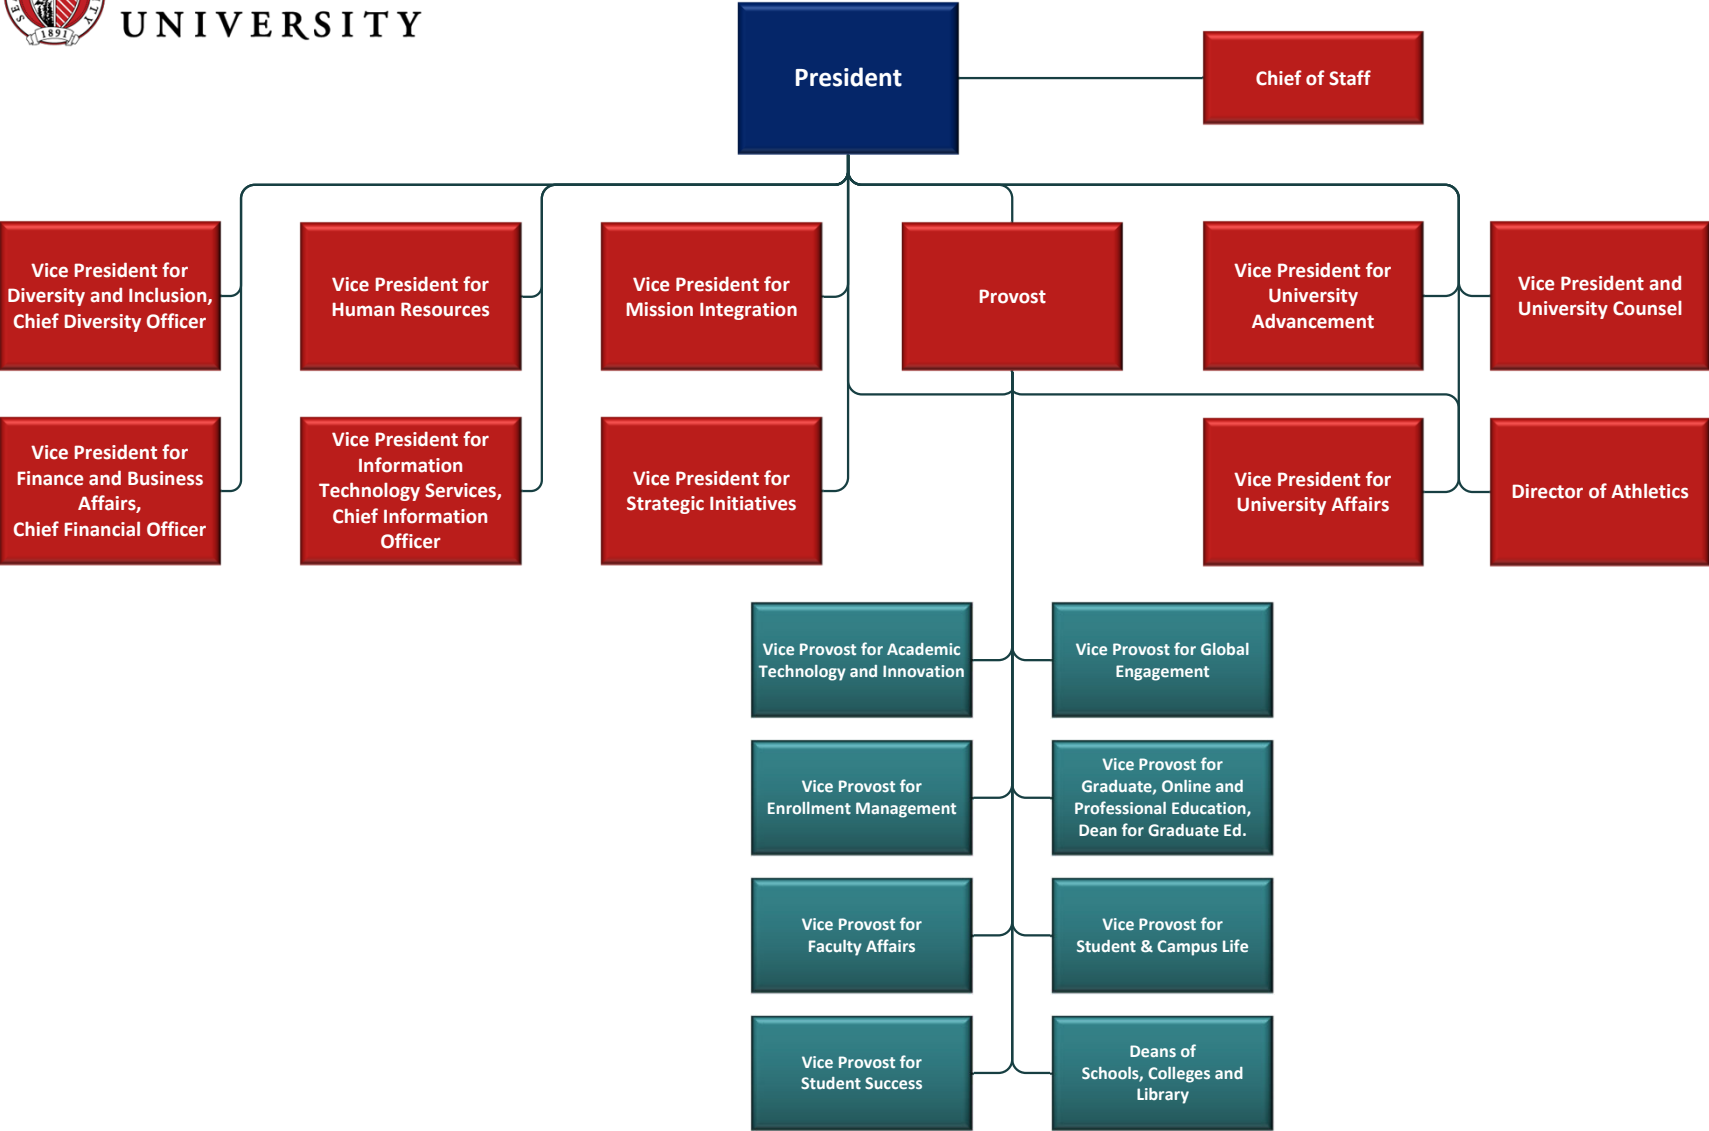 UNIVERSITY
1891
President
Chief of Staff
Vice President for
Diversity and Inclusion,
Chief Diversity Officer
Vice President for
Human Resources
Vice President for
Mission Integration
Provost
Vice President for
University
Advancement
Vice President and
University Counsel
Vice President for
Finance and Business
Affairs,
Chief Financial Officer
Vice President for
Information
Technology Services,
Chief Information
Officer
Vice President for
Strategic Initiatives
Vice President for
University Affairs
Director of Athletics
Vice Provost for Academic
Technology and Innovation
Vice Provost for Global
Engagement
Vice Provost for
Enrollment Management
Vice Provost for
Graduate, Online and
Professional Education,
Dean for Graduate Ed.
Vice Provost for
Faculty Affairs
Vice Provost for
Student & Campus Life
Vice Provost for
Student Success
Deans of
Schools, Colleges and
Library